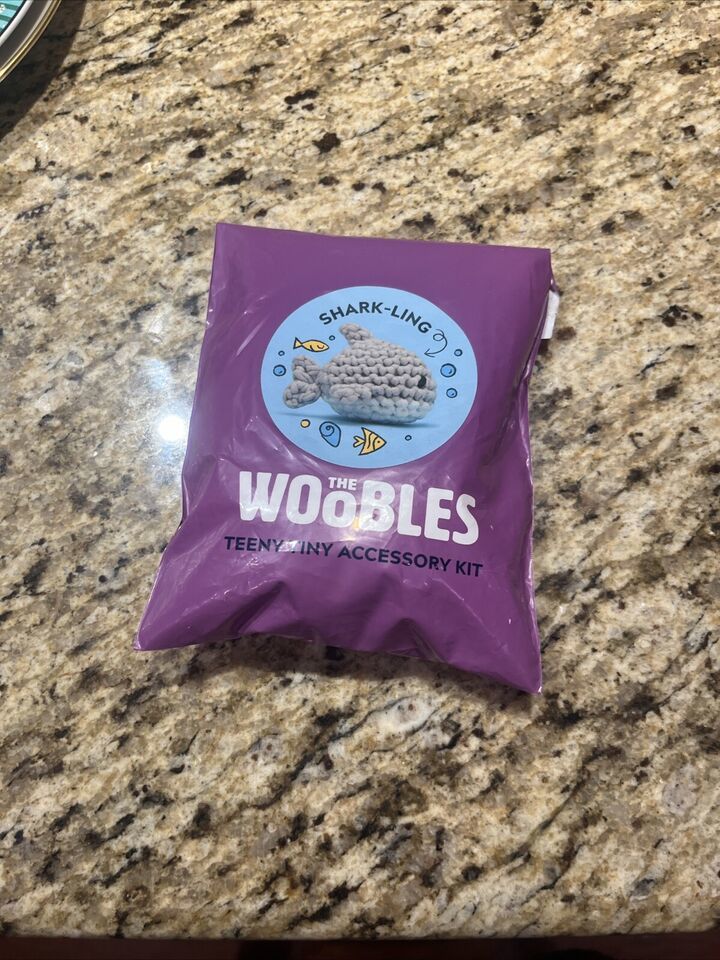 SHARK-LING
THE
WOOBLES
TEENY TINY ACCESSORY KIT